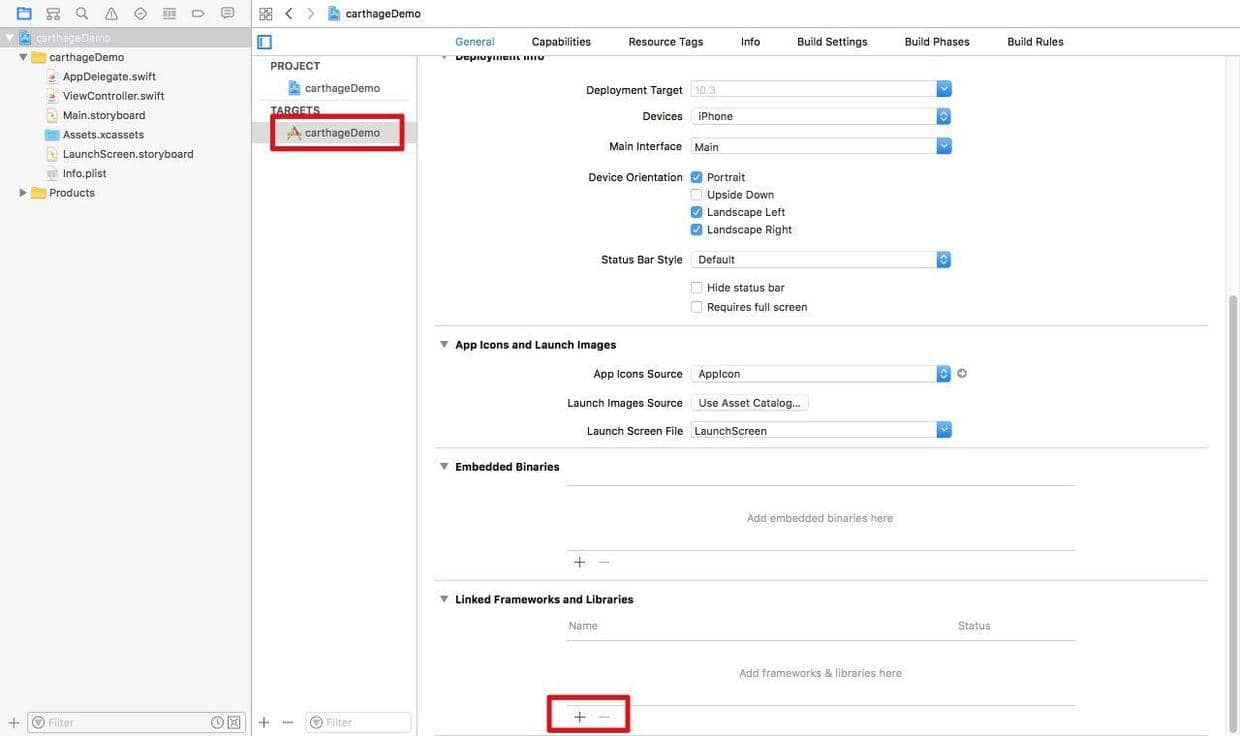 carthageDemo
carthageDemo
carthageDemo
AppDelegate.swift
ViewController.swift
Main.storyboard
Assets.xcassets
LaunchScreen.storyboard
Info.plist
Products
Filter
General Capabilities Resource Tags Info Build Settings Build Phases Build Rules
PROJECT
carthageDemo
TARGETS
carthageDemo
Filter
Deployment Info
Deployment Target 10.3
Devices iPhone
Main Interface Main
Device Orientation Portrait
Upside Down
Landscape Left
Landscape Right
Status Bar Style Default
Hide status bar
Requires full screen
App Icons and Launch Images
App Icons Source AppIcon
Launch Images Source Use Asset Catalog...
Launch Screen File LaunchScreen
Embedded Binaries
Add embedded binaries here
Linked Frameworks and Libraries
Name Status
Add frameworks & libraries here